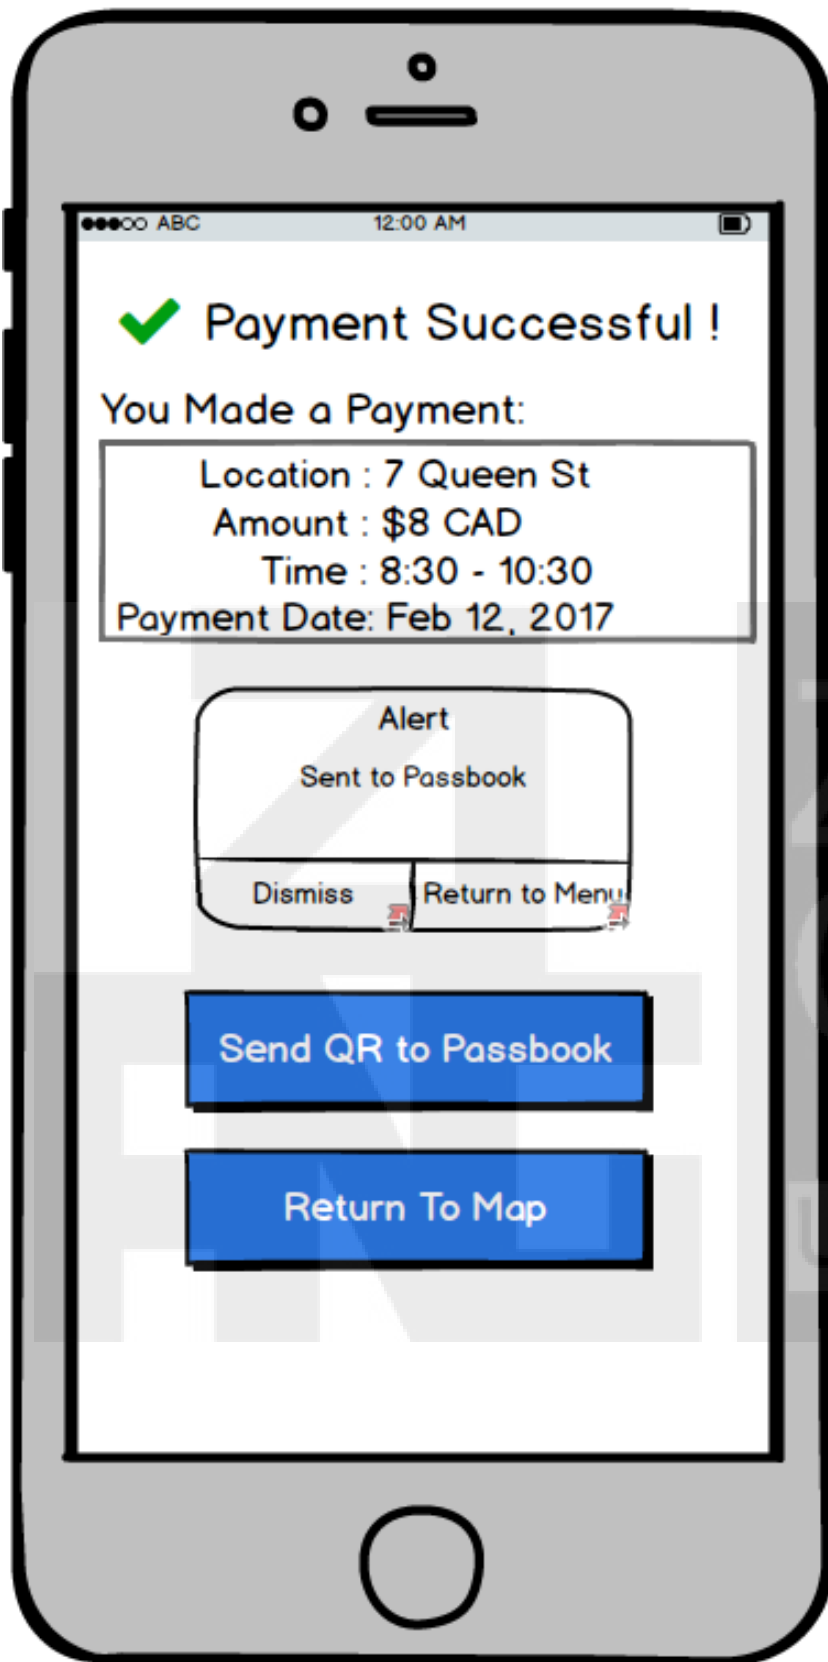 ABC 12:00 AM
Payment Successful !
You Made a Payment:
Location : 7 Queen St
Amount : $8 CAD
Time : 8:30 - 10:30
Payment Date: Feb 12, 2017
Alert
Sent to Passbook
Dismiss Return to Menu
Send QR to Passbook
Return To Map